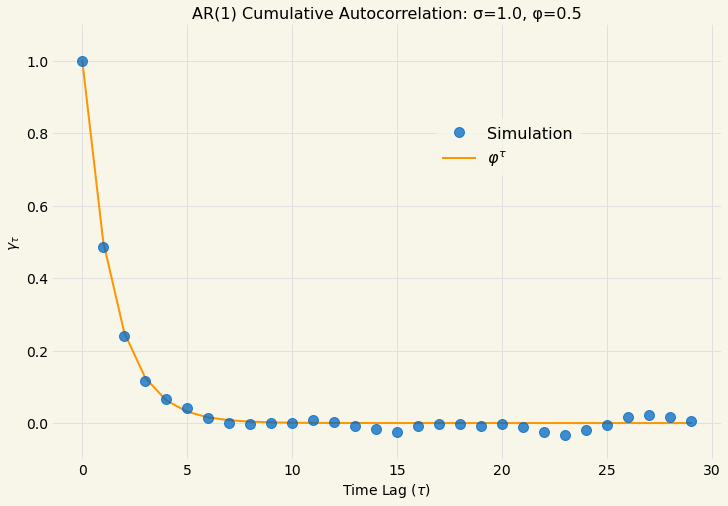 AR(1) Cumulative Autocorrelation: σ=1.0, φ=0.5
1.0
0.8
0.6
0.4
0.2
0.0
γτ
Simulation
φ^τ
0 5 10 15 20 25 30
Time Lag (τ)